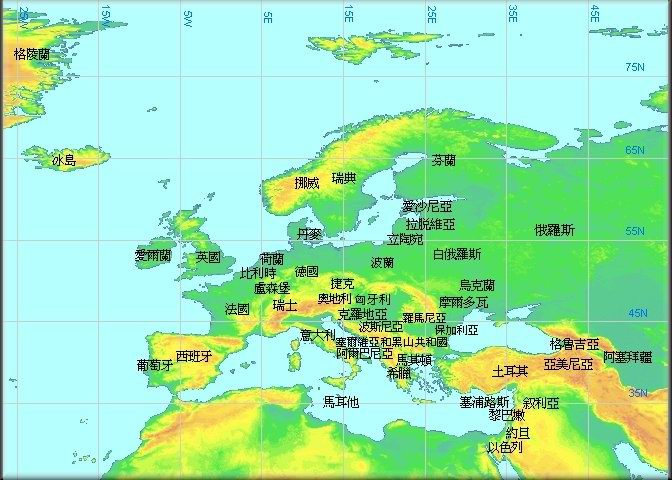 25W
15W
5W
5E
15E
25E
35E
45E
格陵蘭
75N
冰島
65N
芬蘭
挪威
瑞典
愛沙尼亞
拉脫維亞
立陶宛
俄羅斯
55N
丹麥
愛爾蘭
英國
荷蘭
比利時
盧森堡
德國
波蘭
白俄羅斯
捷克
烏克蘭
奧地利
匈牙利
摩爾多瓦
法國
瑞士
克羅地亞
羅馬尼亞
45N
波斯尼亞
保加利亞
意大利
塞爾維亞和黑山共和國
格魯吉亞
阿爾巴尼亞
馬其頓
阿塞拜疆
葡萄牙
西班牙
希臘
土耳其
亞美尼亞
35N
馬耳他
塞浦路斯
敘利亞
黎巴嫩
約旦
以色列